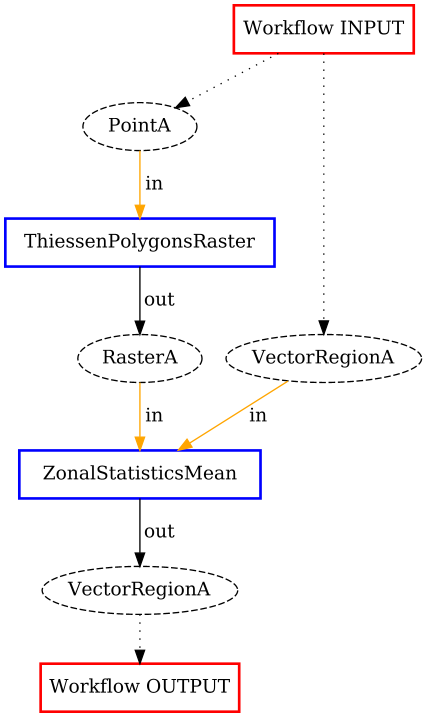 Workflow INPUT
PointA
in
ThiessenPolygonsRaster
out
RasterA
VectorRegionA
in
in
ZonalStatisticsMean
out
VectorRegionA
Workflow OUTPUT